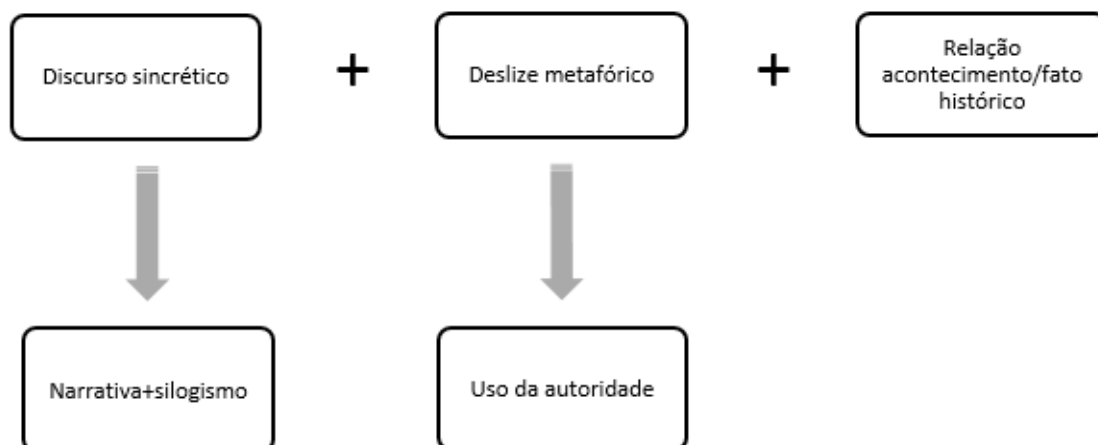 Discurso sincrético
+
Deslize metafórico
+
Relação
acontecimento/fato
histórico
Narrativa+silogismo
Uso da autoridade